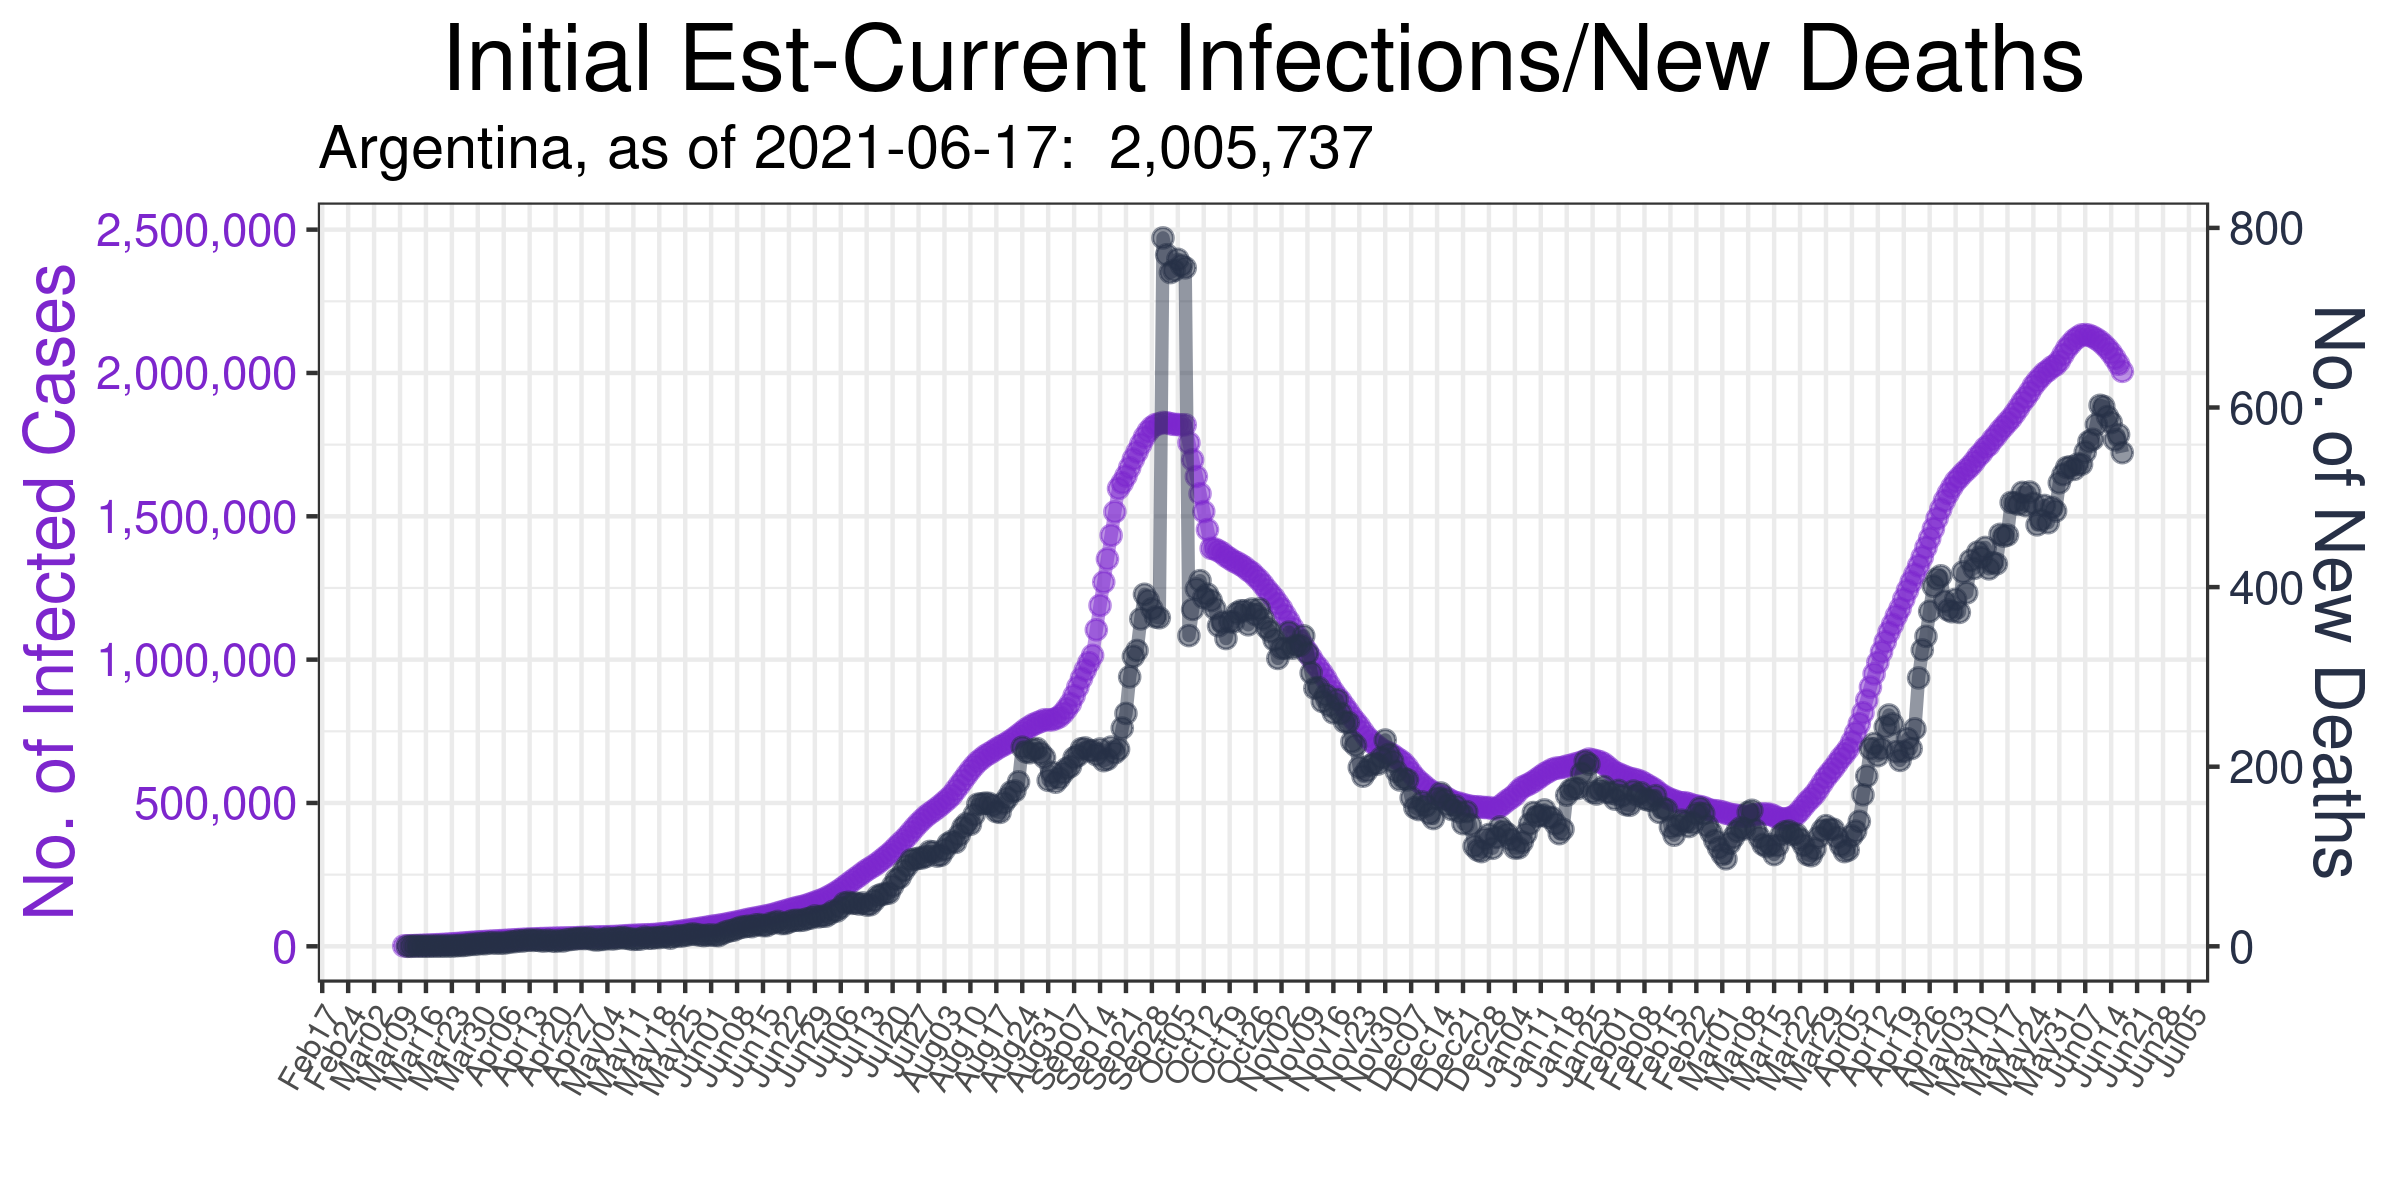 Initial Est-Current Infections/New Deaths
Argentina, as of 2021-06-17: 2,005,737
No. of Infected Cases
2,500,000
2,000,000
1,500,000
1,000,000
500,000
0
800
600
400
200
0
No. of New Deaths
Feb17
Feb24
Mar02
Mar09
Mar16
Mar23
Mar30
Apr06
Apr13
Apr20
Apr27
May04
May11
May18
May25
Jun01
Jun08
Jun15
Jun22
Jun29
Jul06
Jul13
Jul20
Jul27
Aug03
Aug10
Aug17
Aug24
Aug31
Sep07
Sep14
Sep21
Sep28
Oct05
Oct12
Oct19
Oct26
Nov02
Nov09
Nov16
Nov23
Nov30
Dec07
Dec14
Dec21
Dec28
Jan04
Jan11
Jan18
Jan25
Feb01
Feb08
Feb15
Feb22
Mar01
Mar08
Mar15
Mar22
Mar29
Apr05
Apr12
Apr19
Apr26
May03
May10
May17
May24
May31
Jun07
Jun14
Jun21
Jun28
Jul05